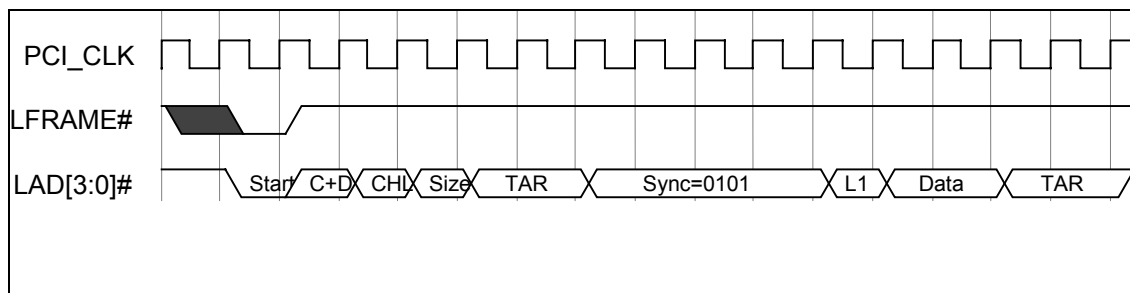 PCI_CLK
LFRAME#
LAD[3:0]# Start C+D CHL Size TAR Sync=0101 L1 Data TAR